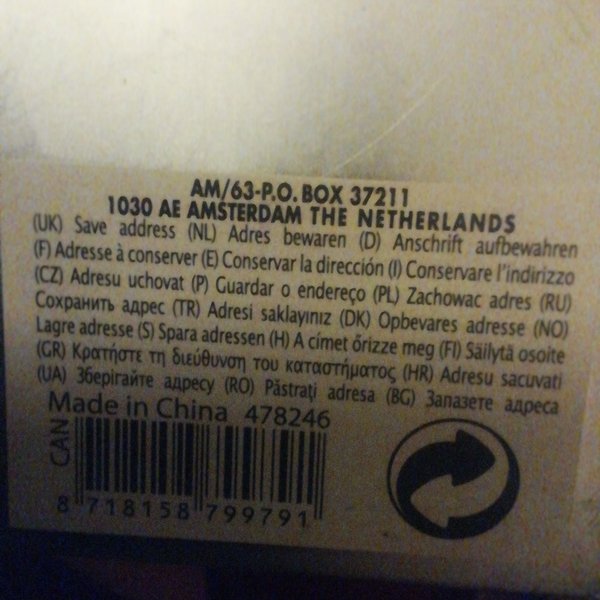 AM/63-P.O. BOX 37211
1030 AE AMSTERDAM THE NETHERLANDS
(UK) Save address (NL) Adres bewaren (D) Anschrift aufbewahren
(F) Adresse à conserver (E) Conservar la dirección (I) Conservare l'indirizzo
(CZ) Adresu uchovat (P) Guardar o endereço (PL) Zachowac adres (RU)
Сохранить адрес (TR) Adresi saklayınız (DK) Opbevares adresse (NO)
Lagre adresse (S) Spara adressen (H) A címet őrizze meg (FI) Säilytä osoite
(GR) Κρατήστε τη διεύθυνση του καταστήματος (HR) Adresu sacuvati
(UA) Зберігайте адресу (RO) Păstrați adresa (BG) Запазете адреса
Made in China 478246
CAN
8 718158 799791